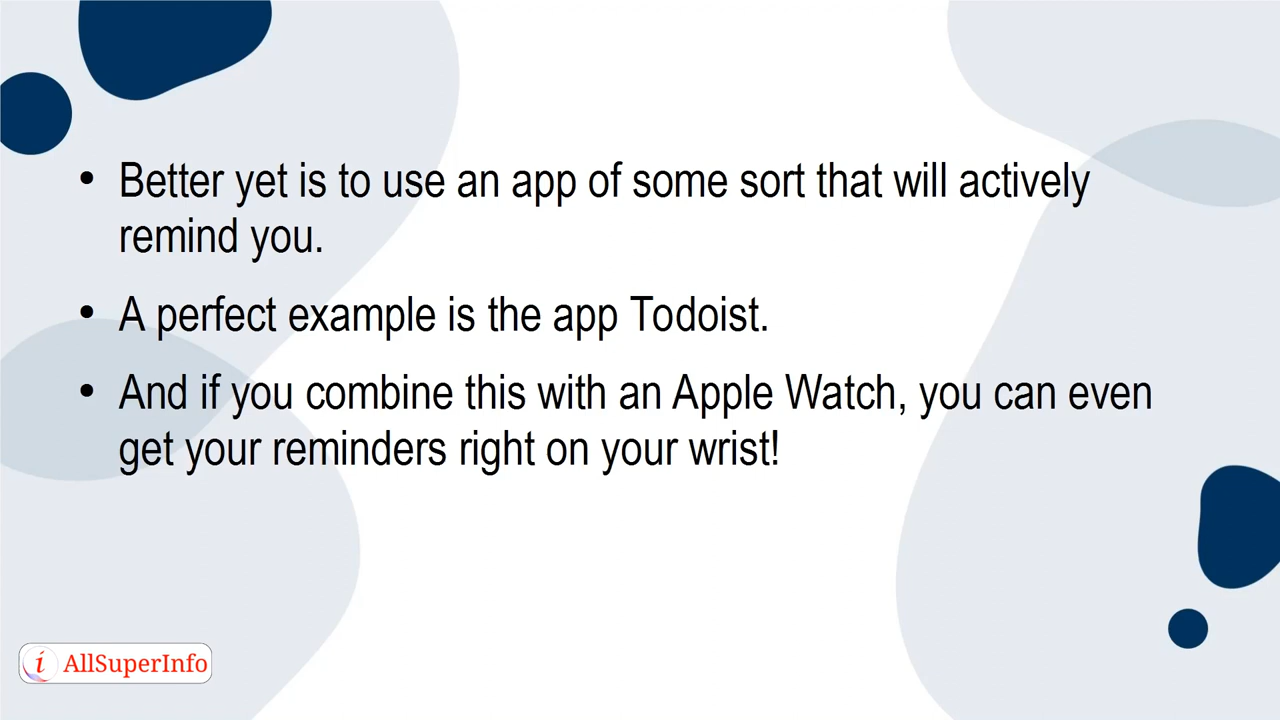 • Better yet is to use an app of some sort that will actively
remind you.
• A perfect example is the app Todoist.
• And if you combine this with an Apple Watch, you can even
get your reminders right on your wrist!
i AllSuperInfo